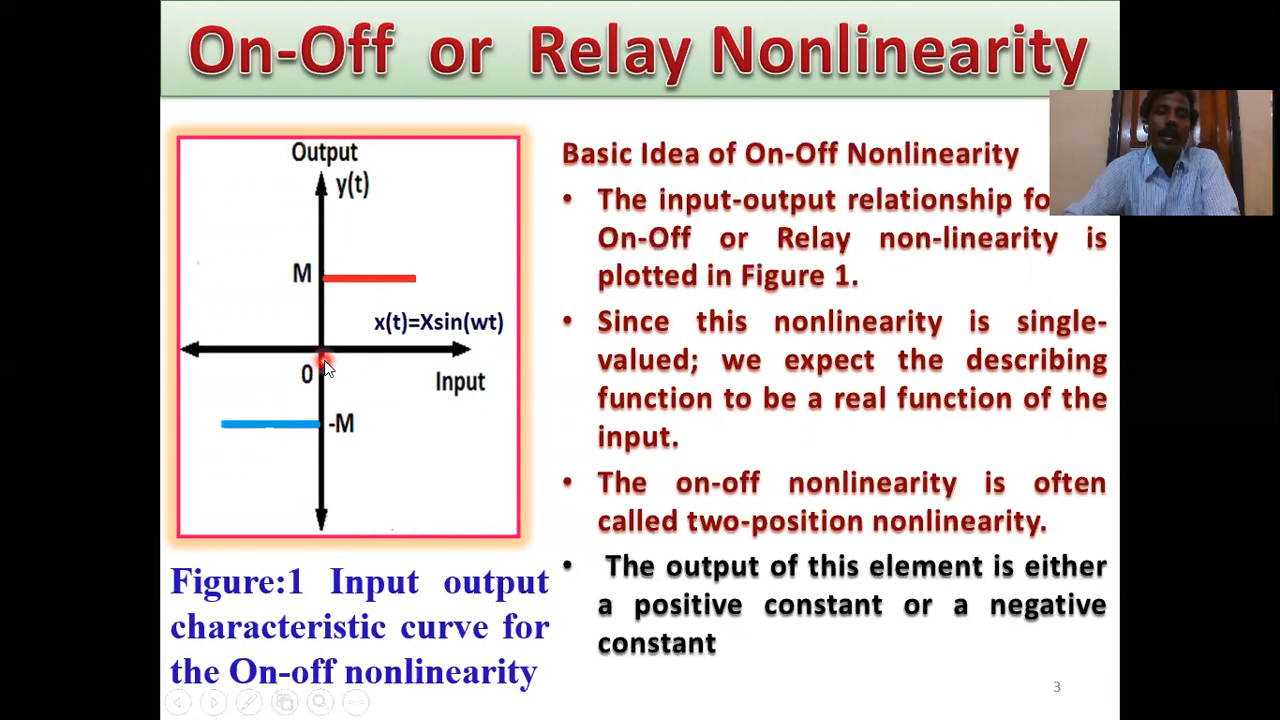 On-Off or Relay Nonlinearity
Output
y(t)
M
x(t)=Xsin(wt)
0
Input
-M
Figure:1 Input output
characteristic curve for
the On-off nonlinearity
Basic Idea of On-Off Nonlinearity
• The input-output relationship
On-Off or Relay non-linearity is
plotted in Figure 1.
• Since this nonlinearity is single-
valued; we expect the describing
function to be a real function of the
input.
• The on-off nonlinearity is often
called two-position nonlinearity.
• The output of this element is either
a positive constant or a negative
constant
3